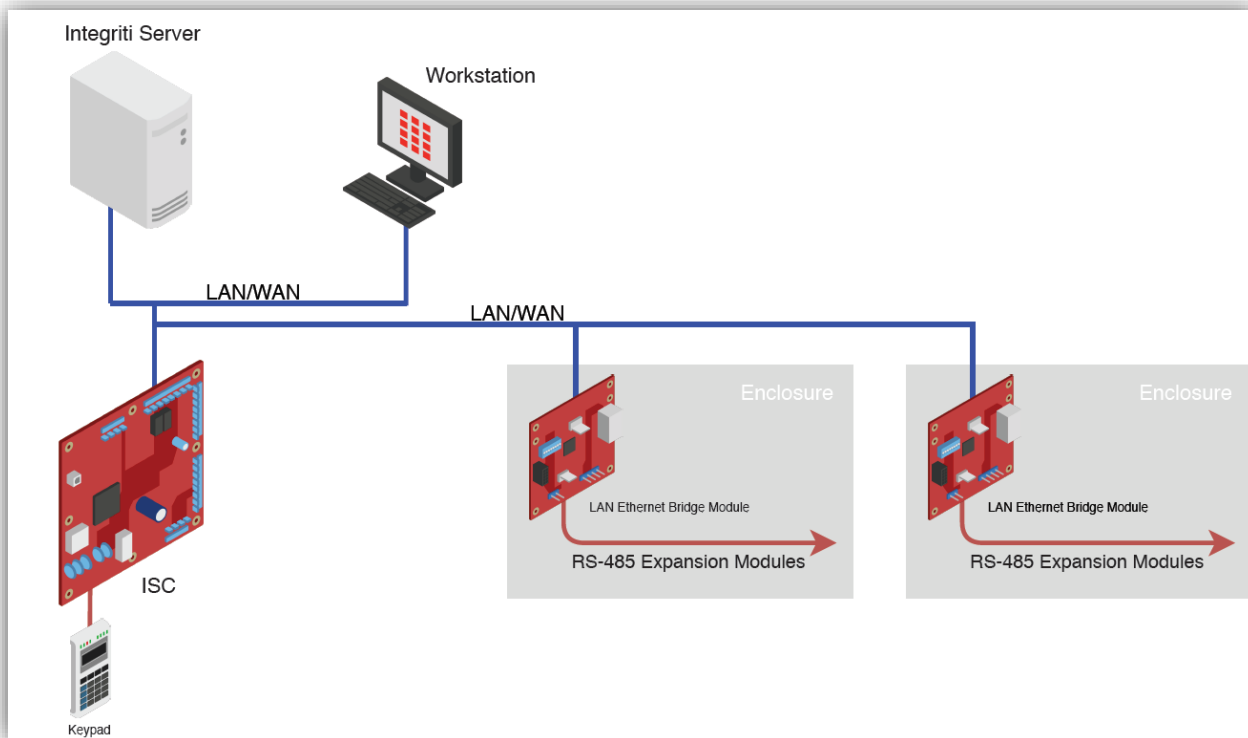 Integriti Server
Workstation
LAN/WAN
LAN/WAN
Enclosure
Enclosure
LAN Ethernet Bridge Module
LAN Ethernet Bridge Module
RS-485 Expansion Modules
RS-485 Expansion Modules
ISC
Keypad